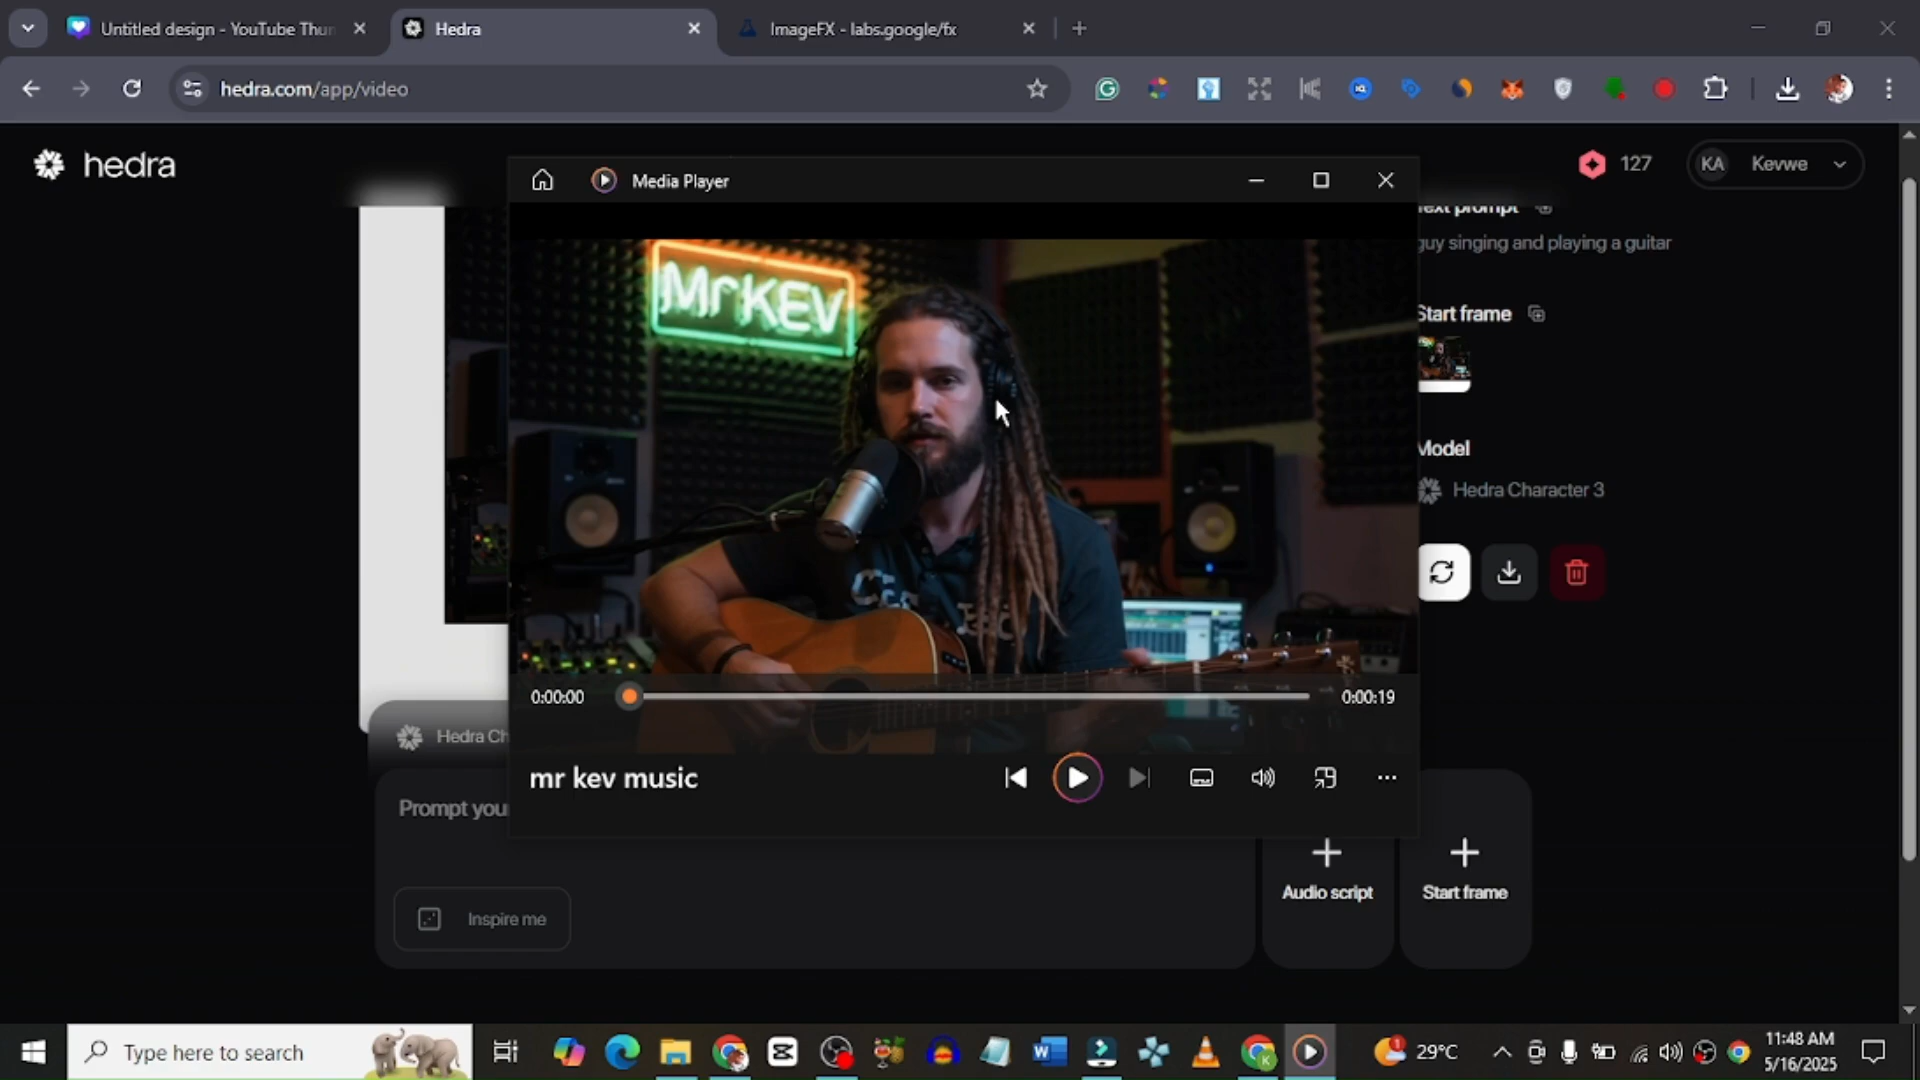 Untitled design - YouTube Thum
Hedra
ImageFX - labs.google/fx
hedra.com/app/video
hedra
127
KA
Kevwe
Media Player
Text prompt
guy singing and playing a guitar
MrKEV
Start frame
Model
Hedra Character 3
0:00:00
0:00:19
Hedra Ch
mr kev music
Prompt you
Audio script
Start frame
Inspire me
Type here to search
29°C
11:48 AM
5/16/2025